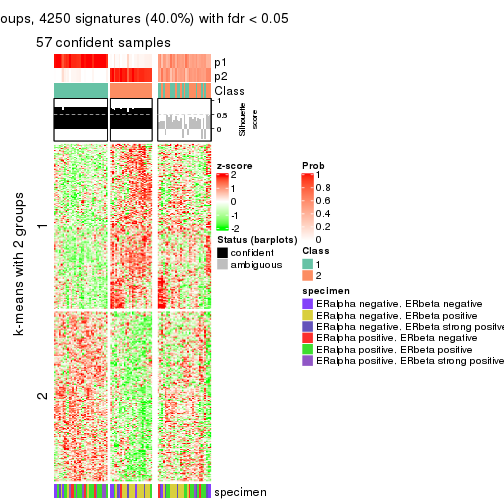 oups, 4250 signatures (40.0%) with fdr < 0.05
57 confident samples
p1
p2
Class
1
0.5
0
Silhouette
score
k-means with 2 groups
1
2
z-score
2
1
0
-1
-2
Status (barplots)
confident
ambiguous
Prob
1
0.8
0.6
0.4
0.2
0
Class
1
2
specimen
ERalpha negative. ERbeta negative
ERalpha negative. ERbeta positive
ERalpha negative. ERbeta strong positive
ERalpha positive. ERbeta negative
ERalpha positive. ERbeta positive
ERalpha positive. ERbeta strong positive
specimen